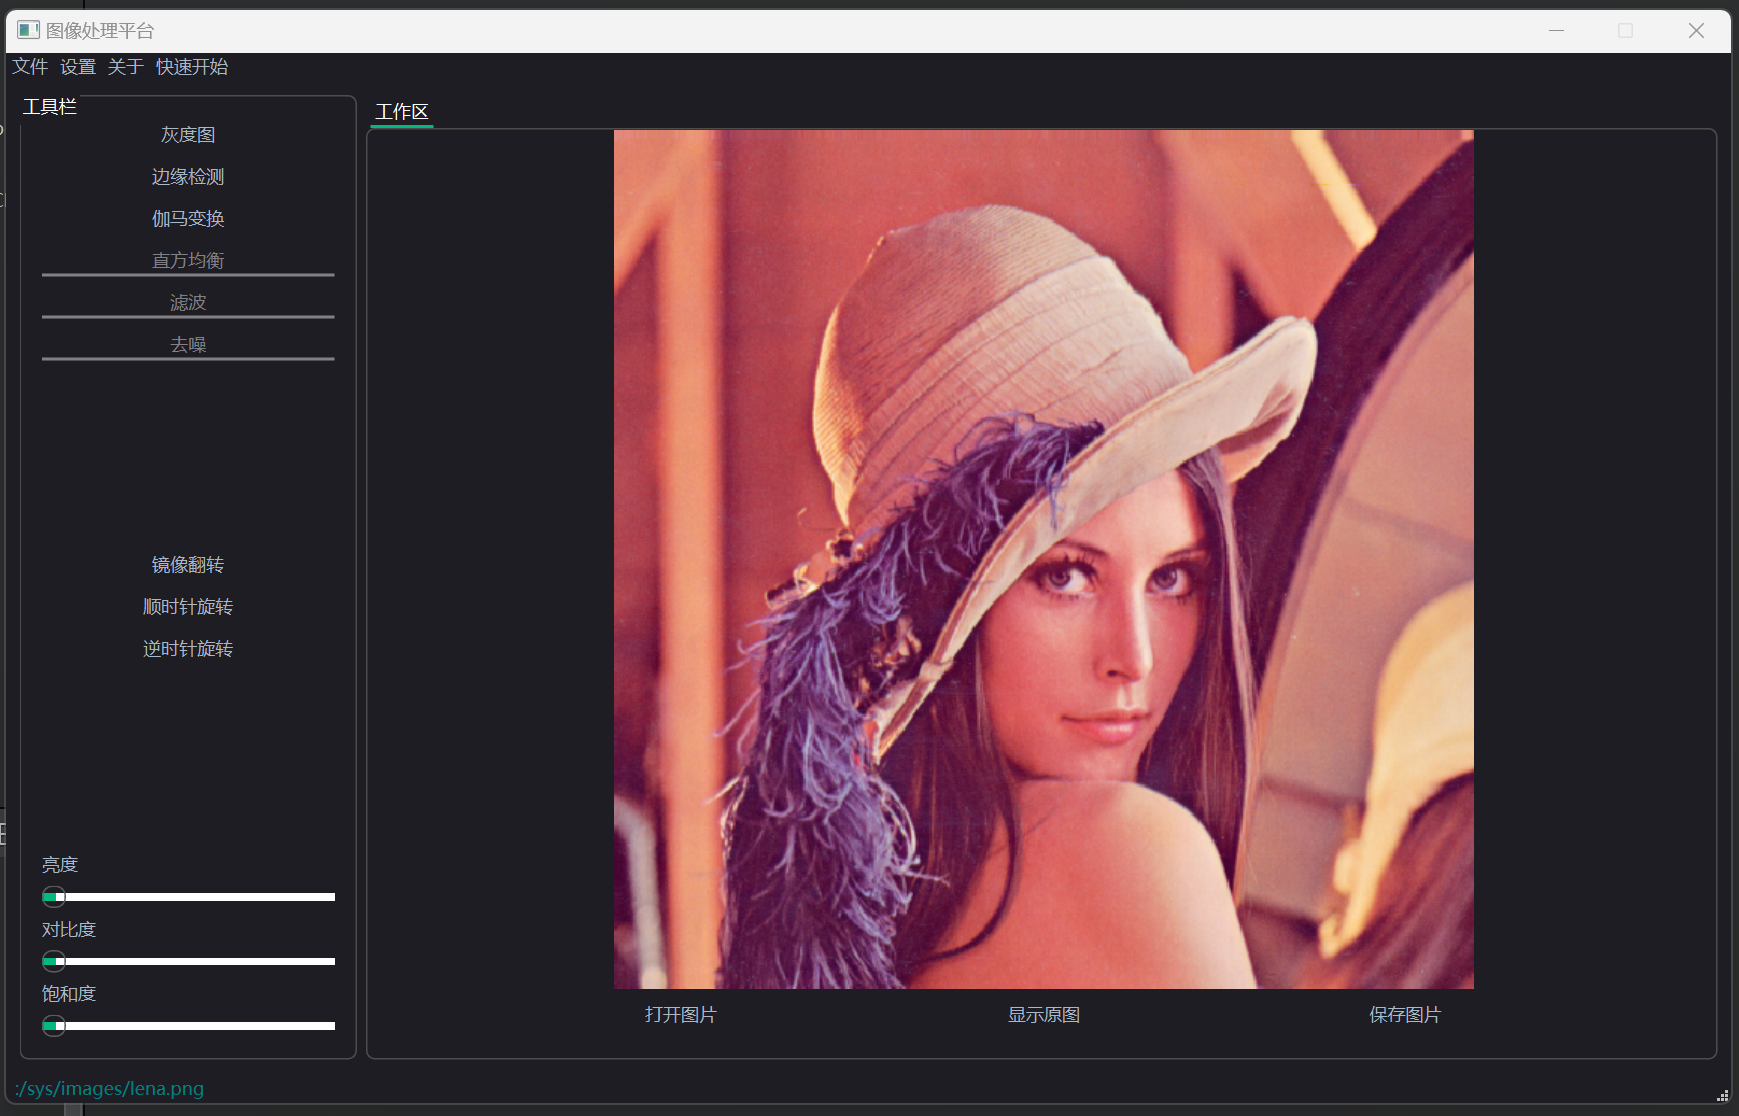 图像处理平台
文件 设置 关于 快速开始
工具栏
灰度图
边缘检测
伽马变换
直方均衡
滤波
去噪
镜像翻转
顺时针旋转
逆时针旋转
亮度
对比度
饱和度
工作区
打开图片 显示原图 保存图片
:/sys/images/lena.png